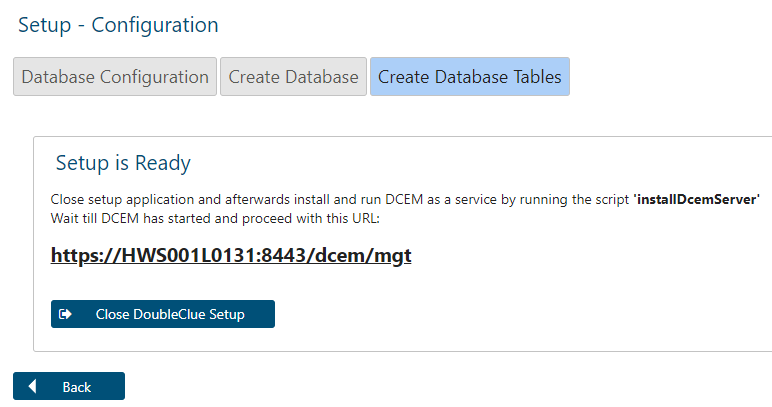 Setup - Configuration
Database Configuration
Create Database
Create Database Tables
Setup is Ready
Close setup application and afterwards install and run DCEM as a service by running the script 'installDcemServer'
Wait till DCEM has started and proceed with this URL:
https://HWS001L0131:8443/dcem/mgt
Close DoubleClue Setup
Back